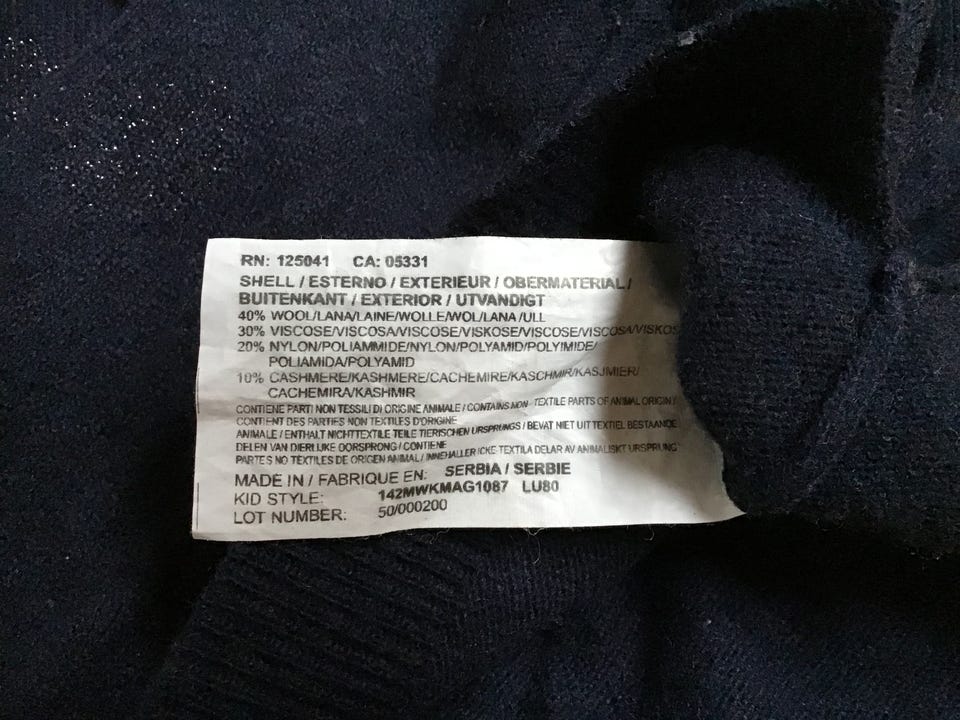 RN: 125041 CA: 05331
SHELL / ESTERNO / EXTERIEUR / OBERMATERIAL /
BUITENKANT / EXTERIOR / UTVANDIGT
40% WOOL/LANA/LAINE/WOLLE/WOL/LANA /ULL
30% VISCOSE/VISCOSA/VISCOSE/VISKOSE/VISCOSE/VISCOSA/VISKOS
20% NYLON/POLIAMMIDE/NYLON/POLYAMID/POLYIMIDE/
POLIAMIDA/POLYAMID
10% CASHMERE/KASHMERE/CACHEMIRE/KASCHMIR/KASJMIER/
CACHEMIRA/KASHMIR
CONTIENE PARTI NON TESSILI DI ORIGINE ANIMALE / CONTAINS NON TEXTILE PARTS OF ANIMAL ORIGIN /
CONTIENT DES PARTIES NON TEXTILES D'ORIGINE
ANIMALE / ENTHALT NICHTTEXTILE TEILE TIERISCHEN URSPRUNGS / BEVAT NIET UIT TEXTIEL BESTAANDE
DELEN VAN DIERLIJKE OORSPRONG / CONTIENE
PARTES NO TEXTILES DE ORIGEN ANIMAL / INNEHALLER ICKE TEXTILA DELAR AV ANIMALISKT URSPRUNG
MADE IN / FABRIQUE EN: SERBIA / SERBIE
KID STYLE: 142MWKMAG1087 LU80
LOT NUMBER: 50/000200